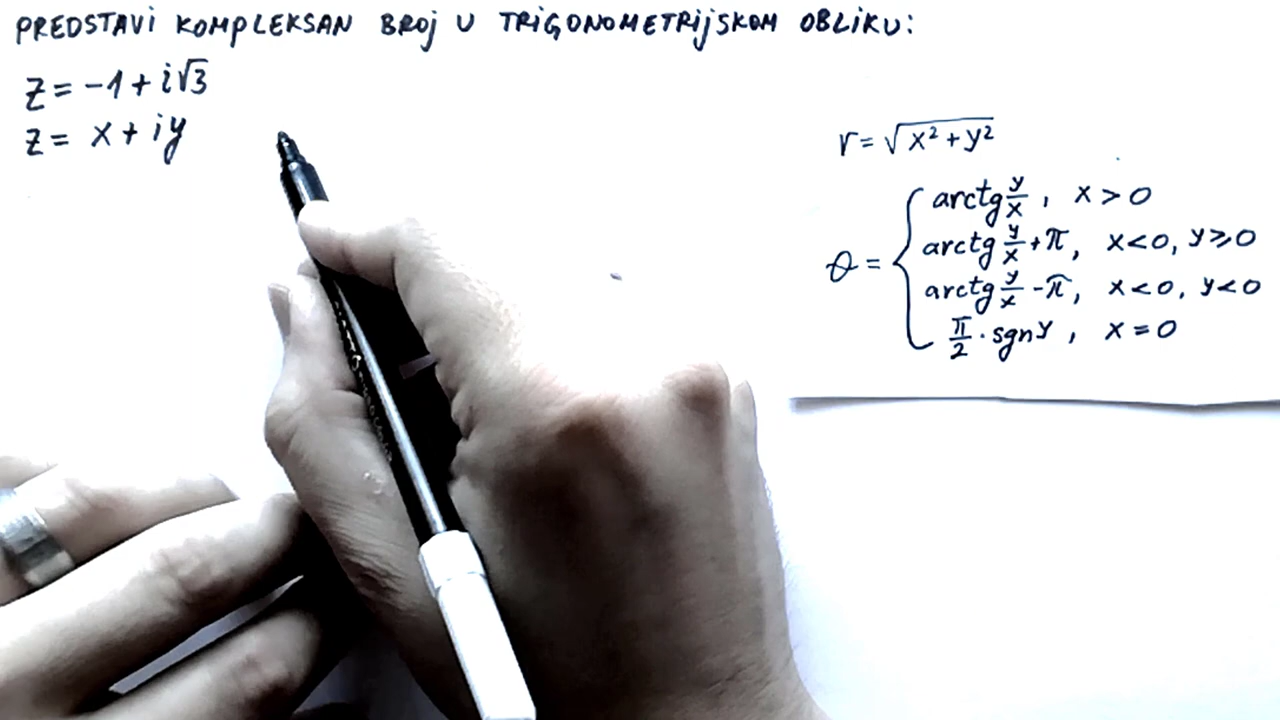 PREDSTAVI KOMPLEKSAN BROJ U TRIGONOMETRIJSKOM OBLIKU:
z = -1 + i√3
z = x + iy
r = √x² + y²
θ = { arctg y/x , x > 0
arctg y/x + π, x < 0, y ⩾ 0
arctg y/x - π, x < 0, y < 0
π/2 · sgn y , x = 0